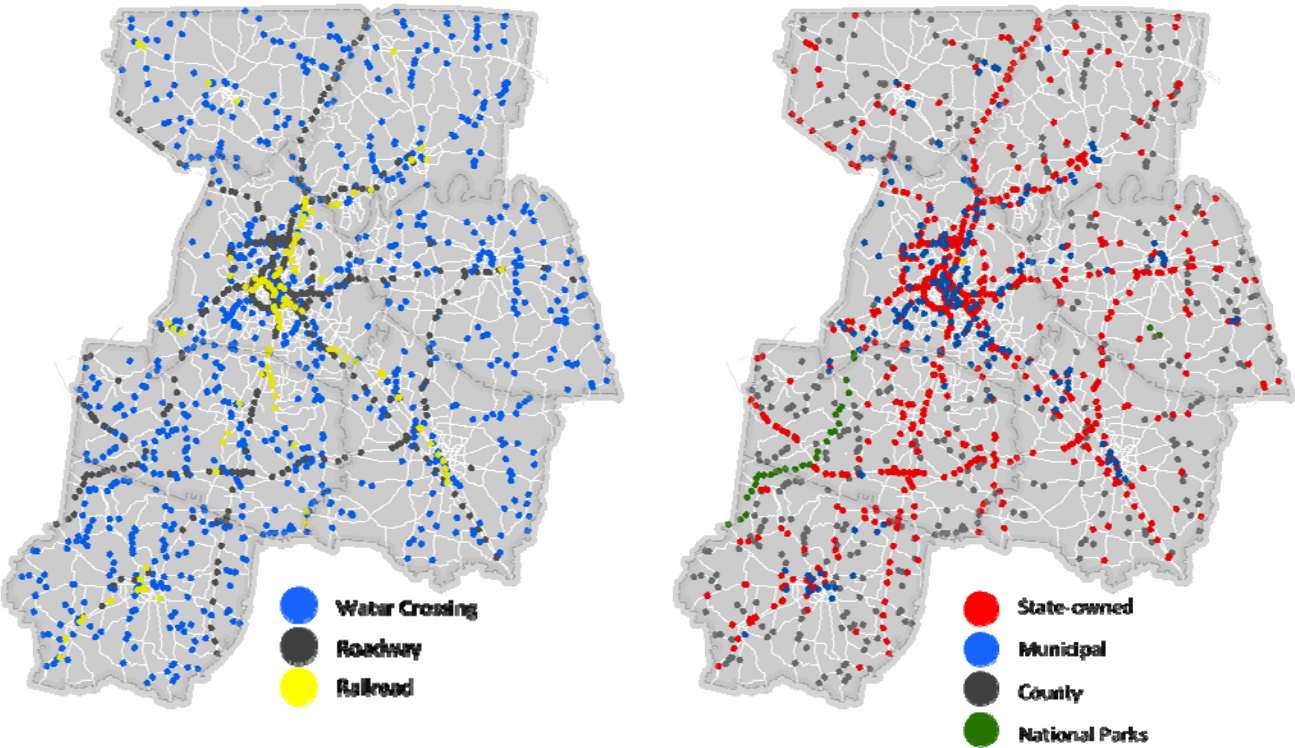 Water Crossing
Roadway
Railroad
State-owned
Municipal
County
National Parks